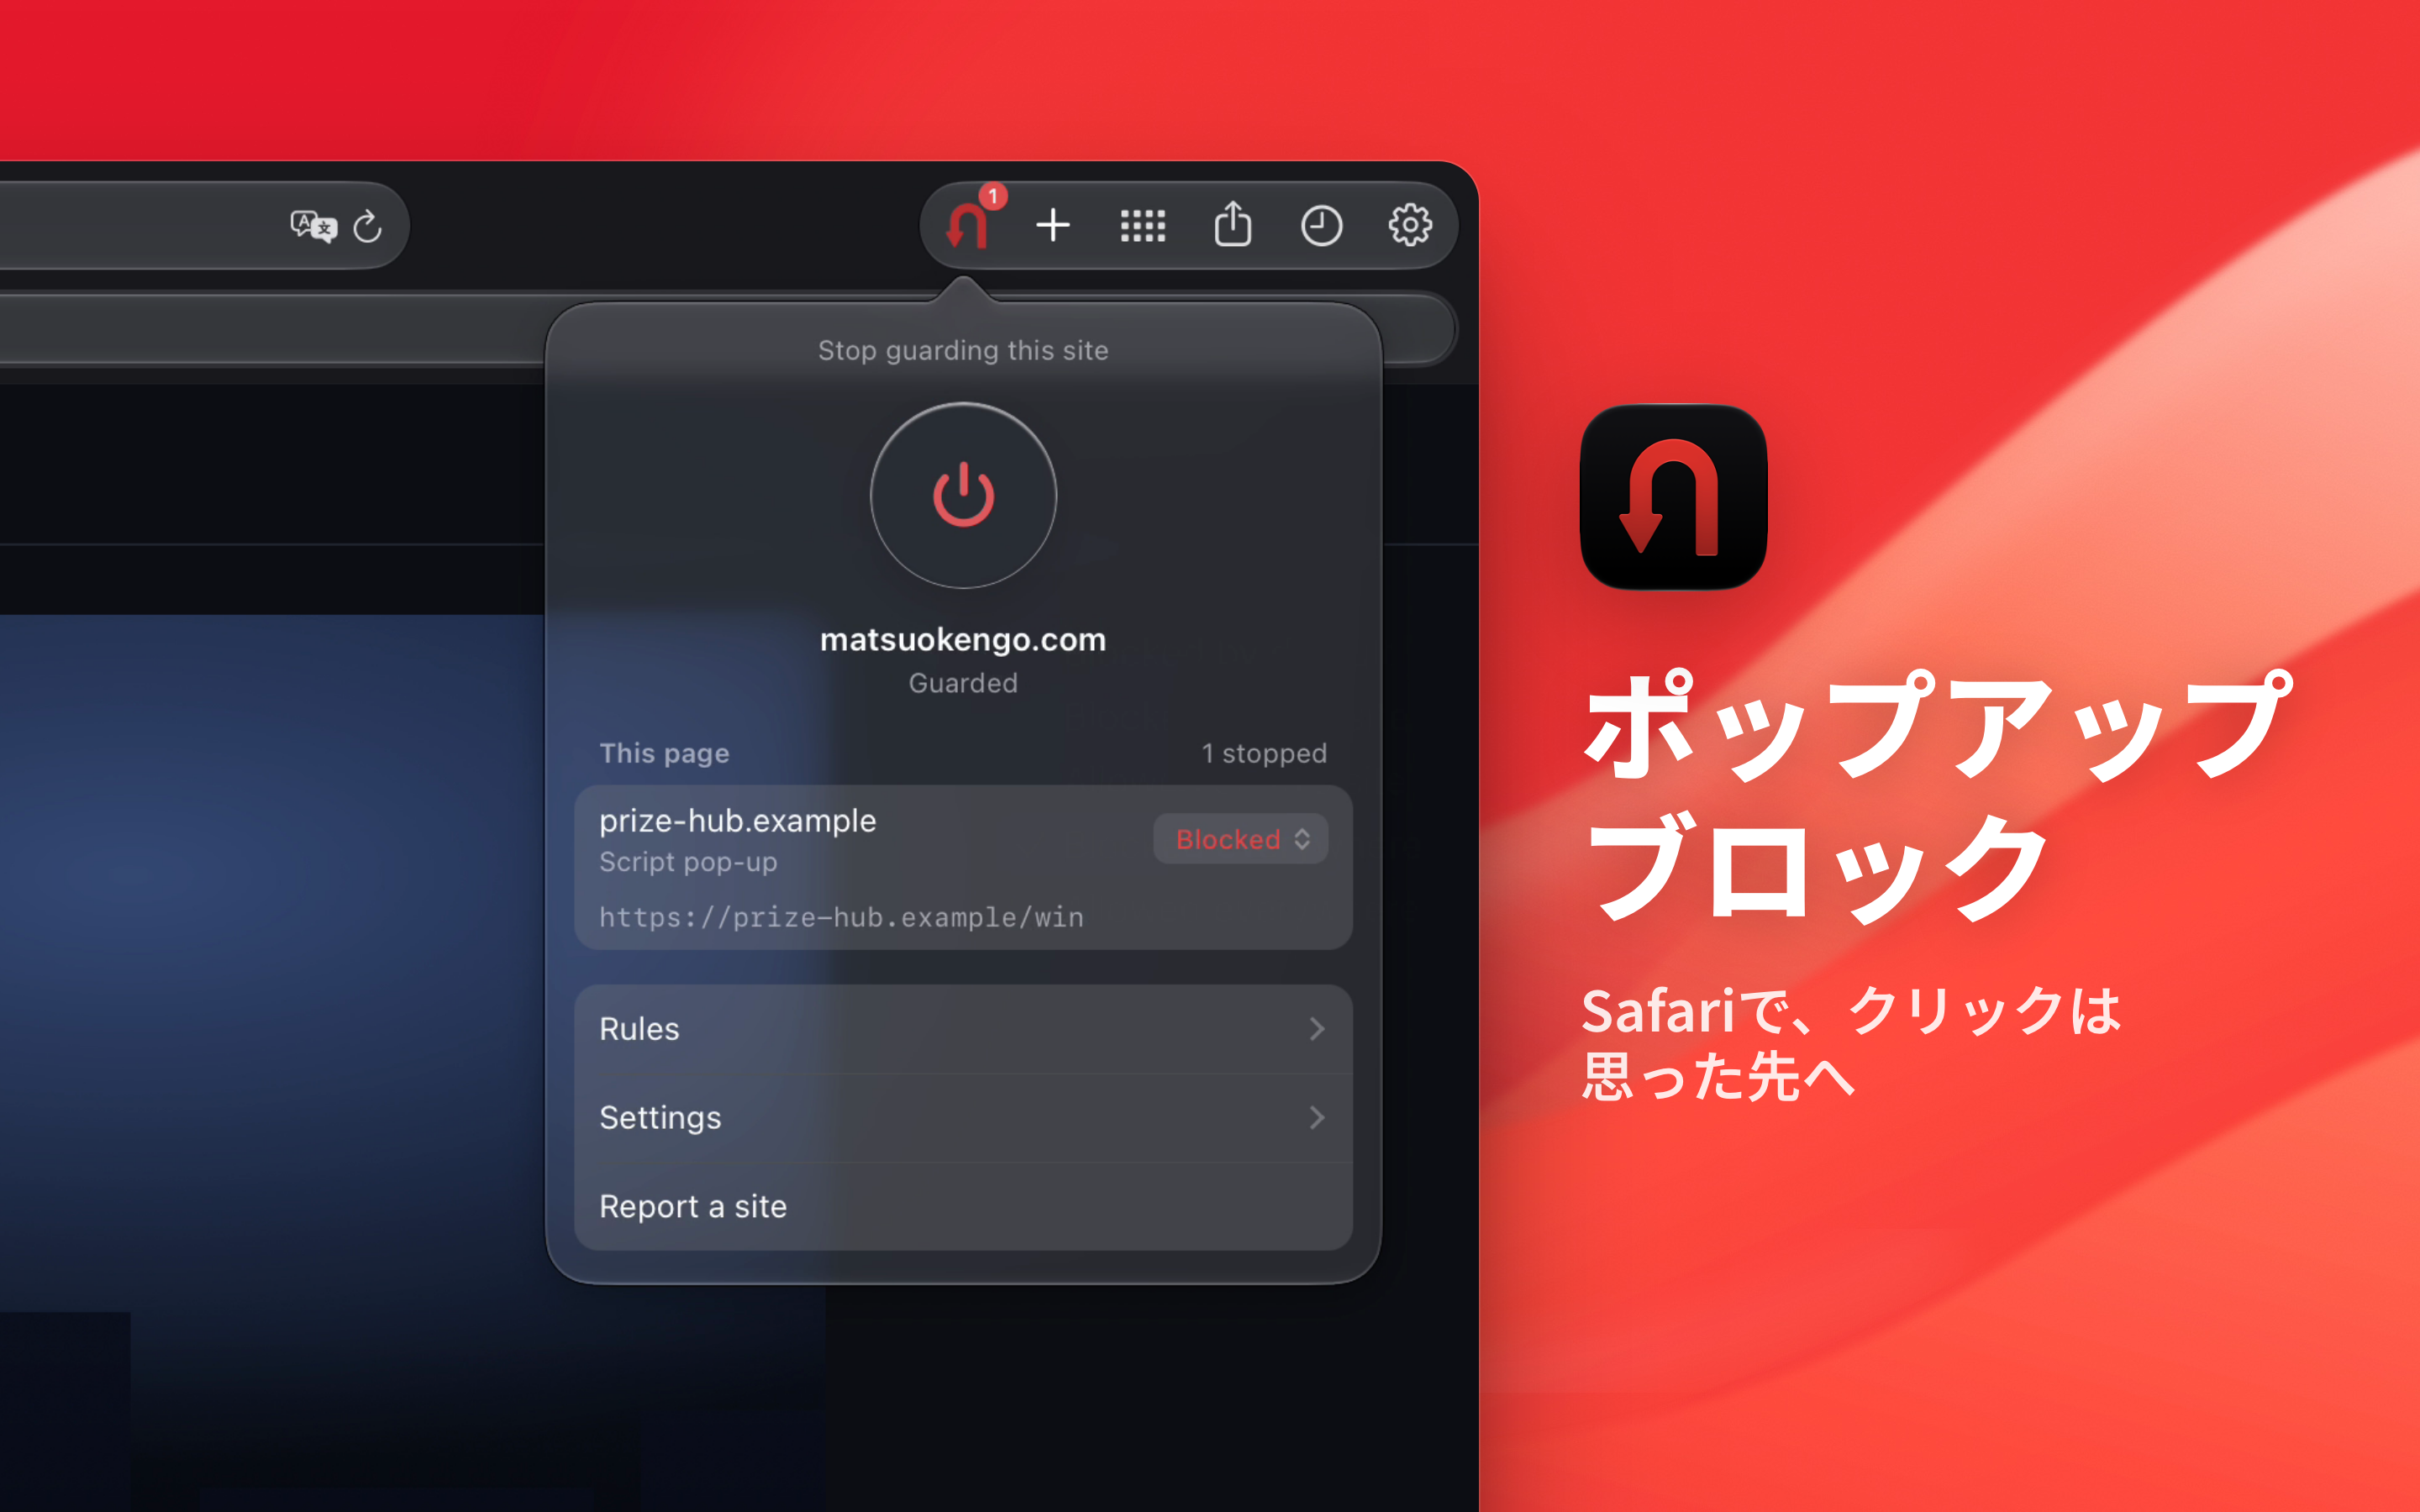 1
Stop guarding this site
matsuokengo.com
Guarded
This page
1 stopped
prize-hub.example
Blocked
Script pop-up
https://prize-hub.example/win
Rules
Settings
Report a site
ポップアップ
ブロック
Safariで、クリックは
思った先へ